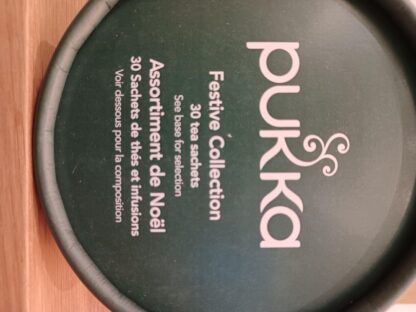 pukka
Festive Collection
30 tea sachets
See base for selection
Assortiment de Noël
30 Sachets de thés et infusions
Voir dessous pour la composition